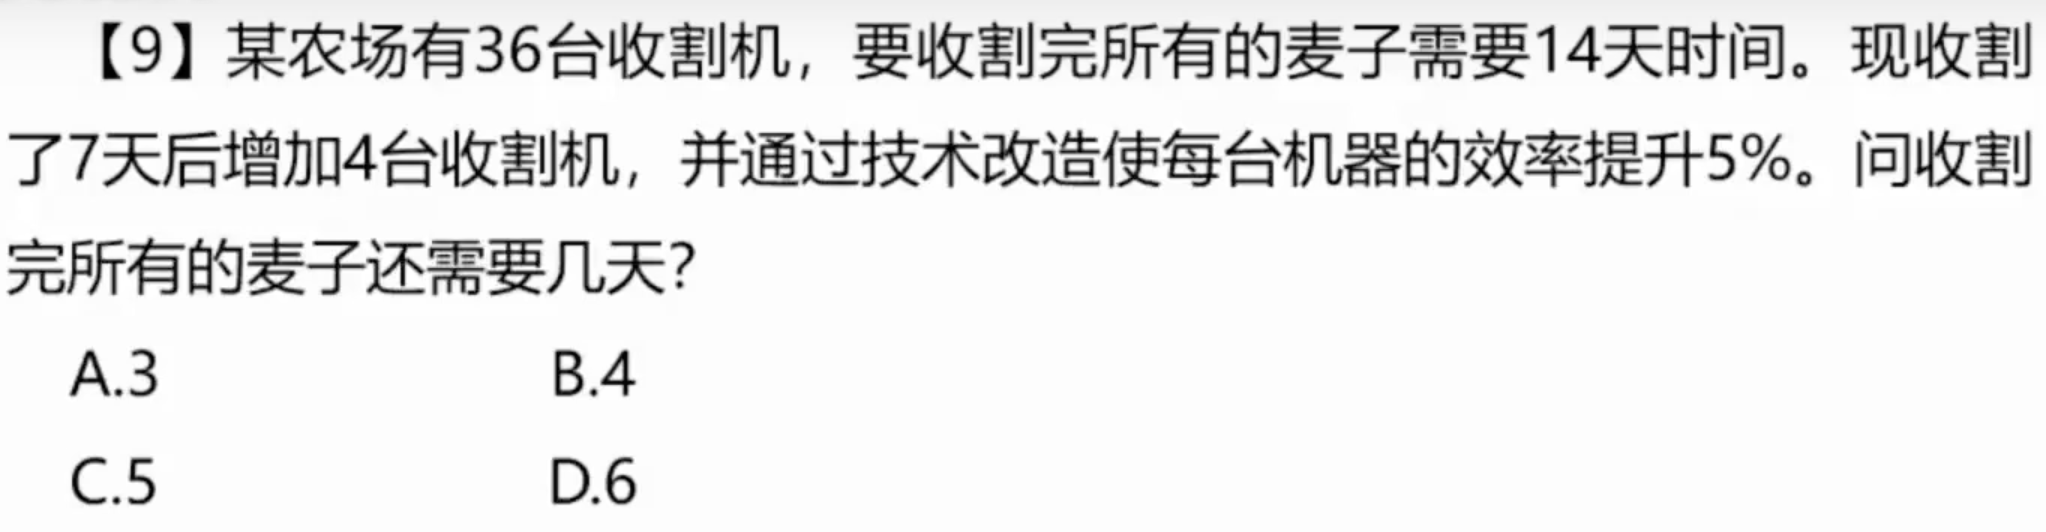 【9】某农场有36台收割机，要收割完所有的麦子需要14天时间。现收割
了7天后增加4台收割机，并通过技术改造使每台机器的效率提升5%。问收割
完所有的麦子还需要几天？
A.3 B.4
C.5 D.6